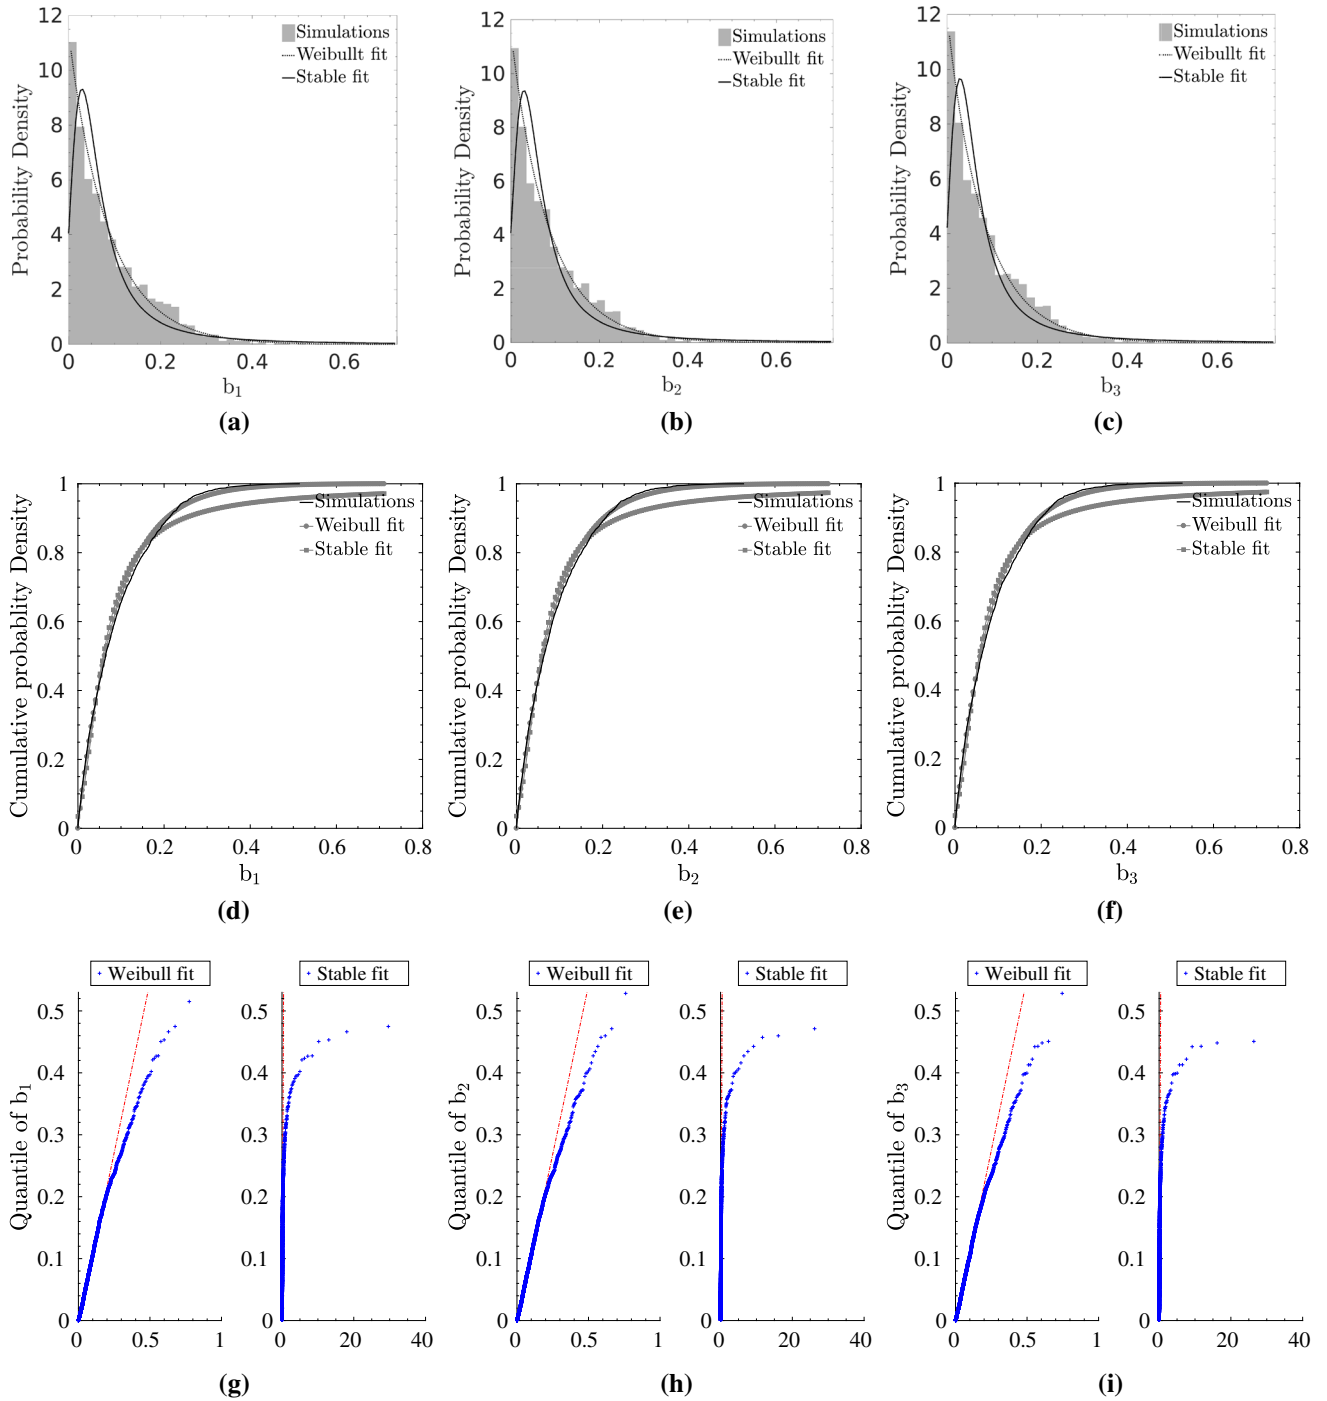 12
10
8
6
4
2
0
Probability Density
Simulations
Weibullt fit
Stable fit
0 0.2 0.4 0.6
b1
(a)
12
10
8
6
4
2
0
Probability Density
Simulations
Weibullt fit
Stable fit
0 0.2 0.4 0.6
b2
(b)
12
10
8
6
4
2
0
Probability Density
Simulations
Weibullt fit
Stable fit
0 0.2 0.4 0.6
b3
(c)
1
0.8
0.6
0.4
0.2
0
Cumulative probablity Density
Simulations
Weibull fit
Stable fit
0 0.2 0.4 0.6 0.8
b1
(d)
1
0.8
0.6
0.4
0.2
0
Cumulative probablity Density
Simulations
Weibull fit
Stable fit
0 0.2 0.4 0.6 0.8
b2
(e)
1
0.8
0.6
0.4
0.2
0
Cumulative probablity Density
Simulations
Weibull fit
Stable fit
0 0.2 0.4 0.6 0.8
b3
(f)
Weibull fit
0.5
0.4
0.3
0.2
0.1
0
Quantile of b1
0 0.5 1
Stable fit
0.5
0.4
0.3
0.2
0.1
0
0 20 40
(g)
Weibull fit
0.5
0.4
0.3
0.2
0.1
0
Quantile of b2
0 0.5 1
Stable fit
0.5
0.4
0.3
0.2
0.1
0
0 20 40
(h)
Weibull fit
0.5
0.4
0.3
0.2
0.1
0
Quantile of b3
0 0.5 1
Stable fit
0.5
0.4
0.3
0.2
0.1
0
0 20 40
(i)